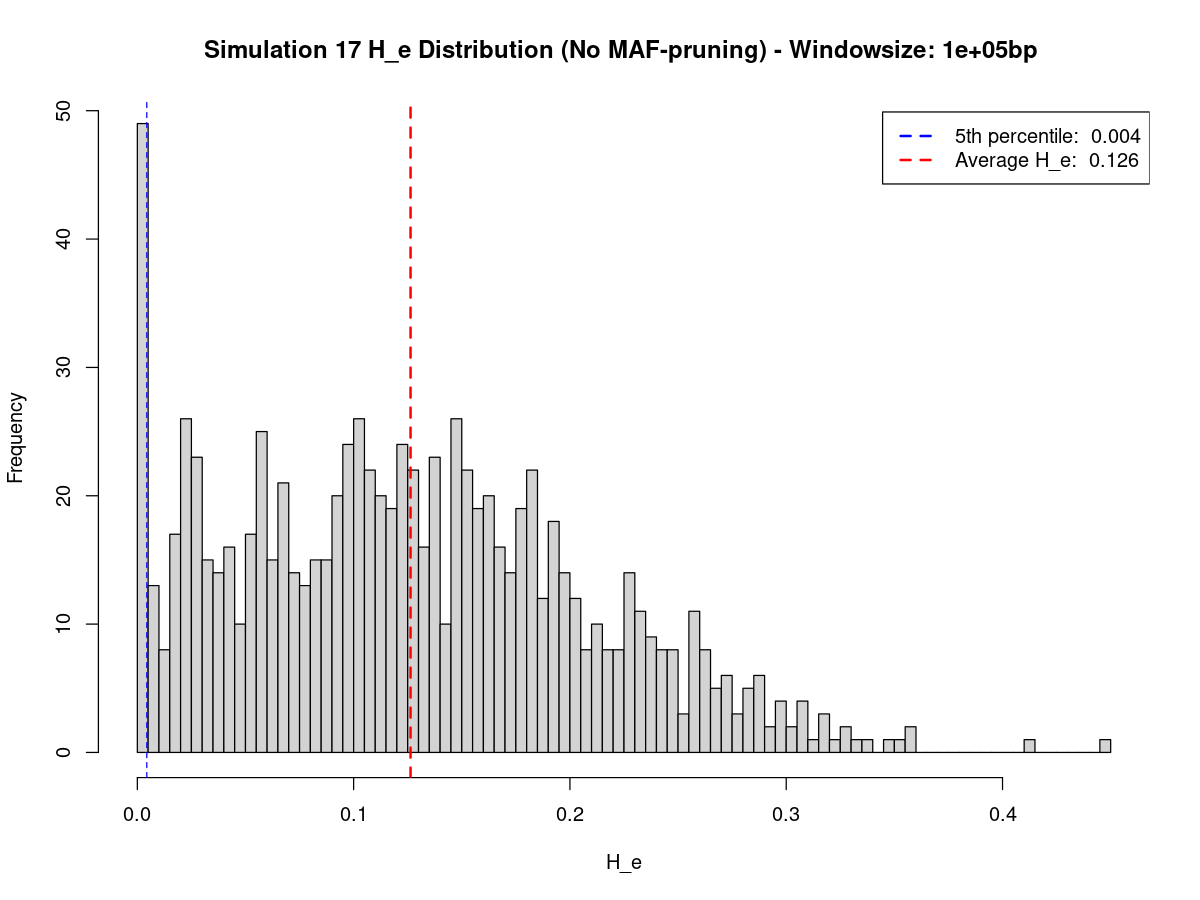 Simulation 17 H_e Distribution (No MAF-pruning) - Windowsize: 1e+05bp
5th percentile: 0.004
Average H_e: 0.126
Frequency
50
40
30
20
10
0
0.0 0.1 0.2 0.3 0.4
H_e